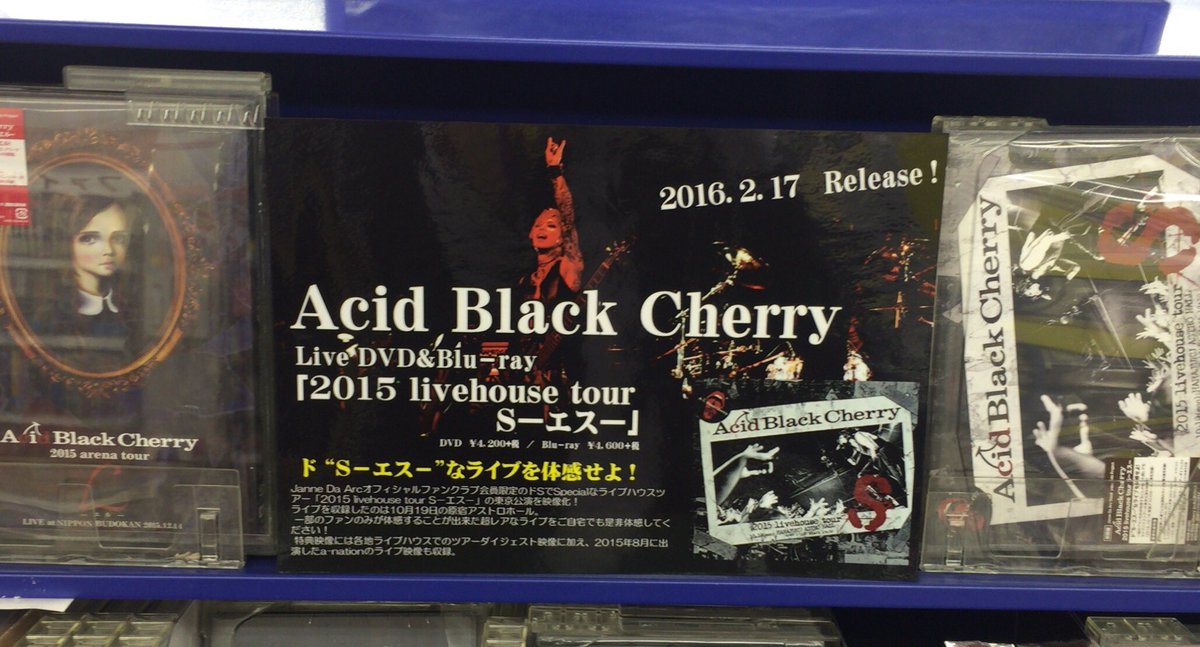 Acid Black Cherry
2015 arena tour
LIVE at NIPPON BUDOKAN 2015.12.14
2016.2.17 Release!
Acid Black Cherry
Live DVD&Blu-ray
『2015 livehouse tour
S-エス-』
DVD ¥4.200+税 / Blu-ray ¥4.600+税
ド“S-エス-”なライブを体感せよ!
Janne Da Arcオフィシャルファンクラブ会員限定のドSでSpecialなライブハウスツ
アー「2015 livehouse tour S-エス-」の東京公演を映像化!
ライブを収録したのは10月19日の原宿アストロホール。
一部のファンのみが体感することが出来た超レアなライブをご自宅でも是非体感してく
ださい!
特典映像には各地ライブハウスでのツアーダイジェスト映像に加え、2015年8月に出
演したa-nationのライブ映像も収録。
Acid Black Cherry
2015 livehouse tour
S
Acid Black Cherry
2015 livehouse tour
S